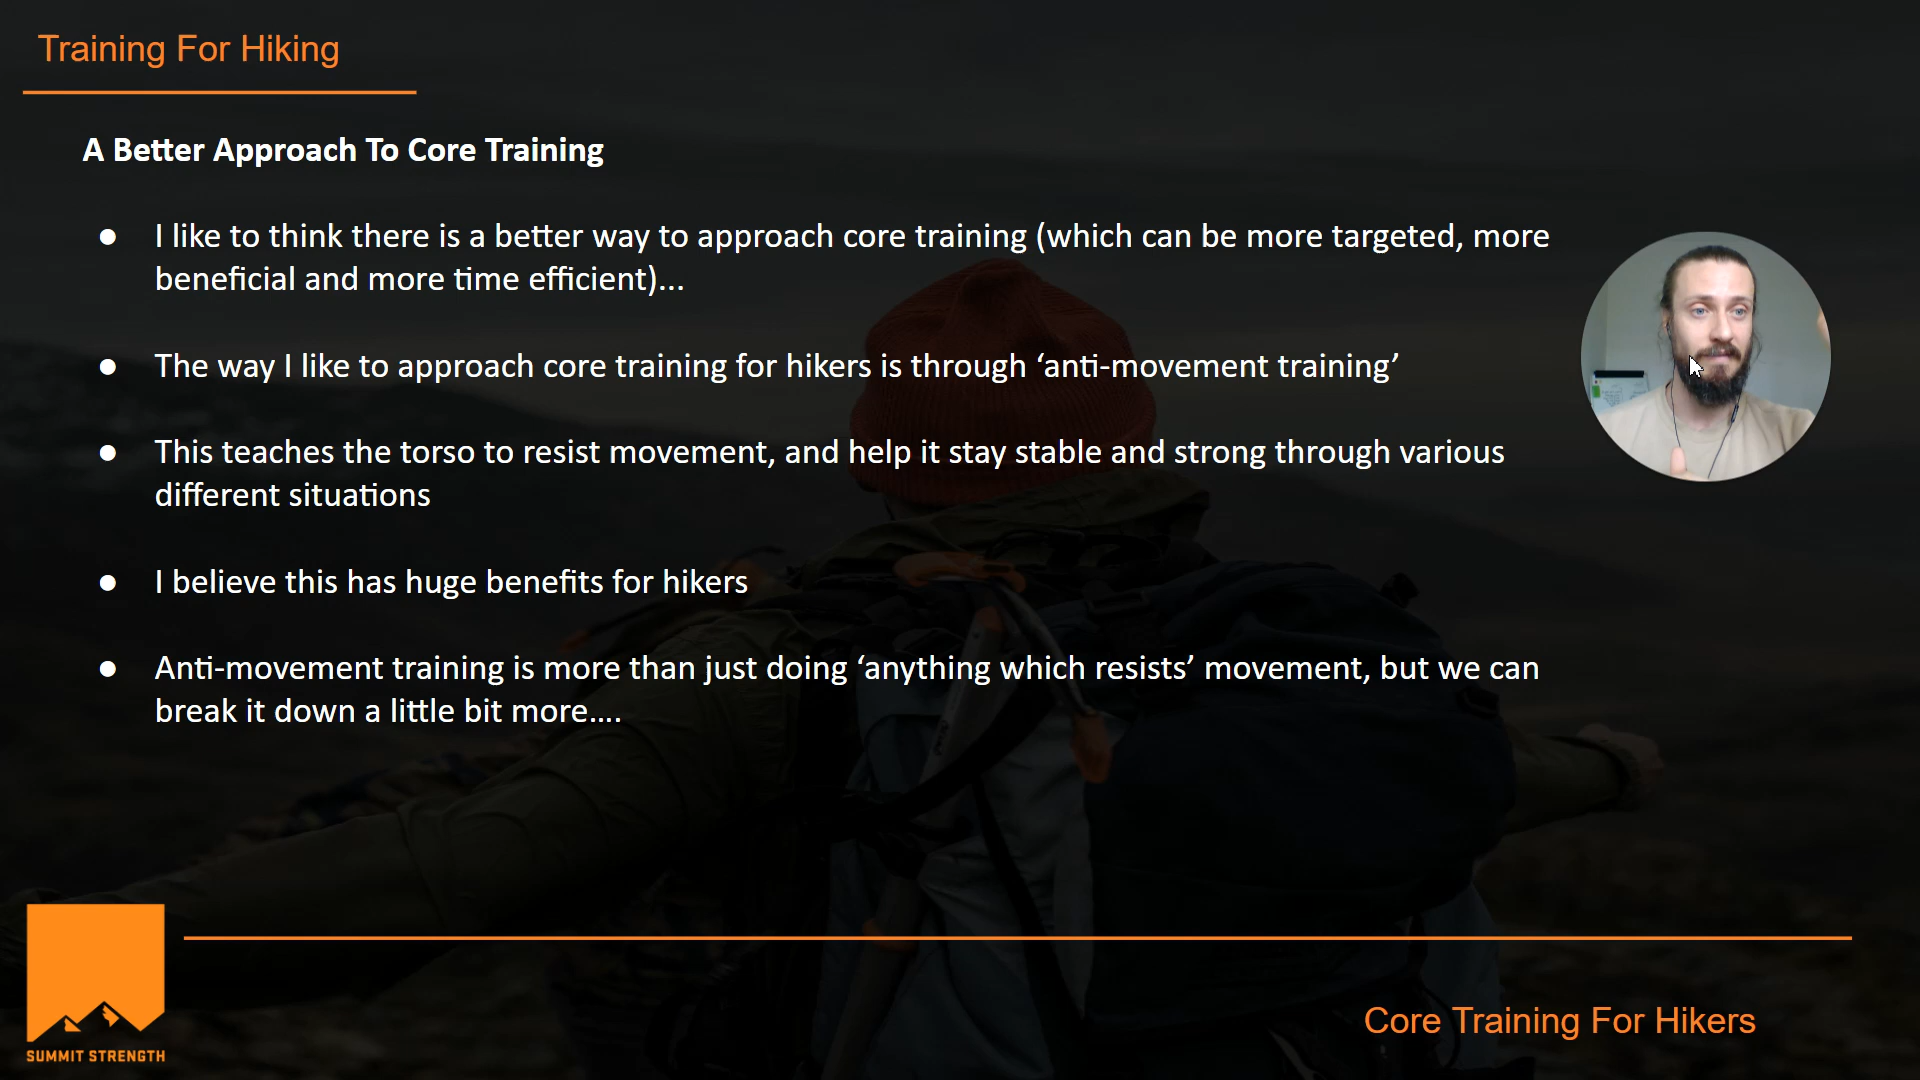 Training For Hiking
A Better Approach To Core Training
● I like to think there is a better way to approach core training (which can be more targeted, more
beneficial and more time efficient)...
● The way I like to approach core training for hikers is through ‘anti-movement training’
● This teaches the torso to resist movement, and help it stay stable and strong through various
different situations
● I believe this has huge benefits for hikers
● Anti-movement training is more than just doing ‘anything which resists’ movement, but we can
break it down a little bit more....
SUMMIT STRENGTH
Core Training For Hikers